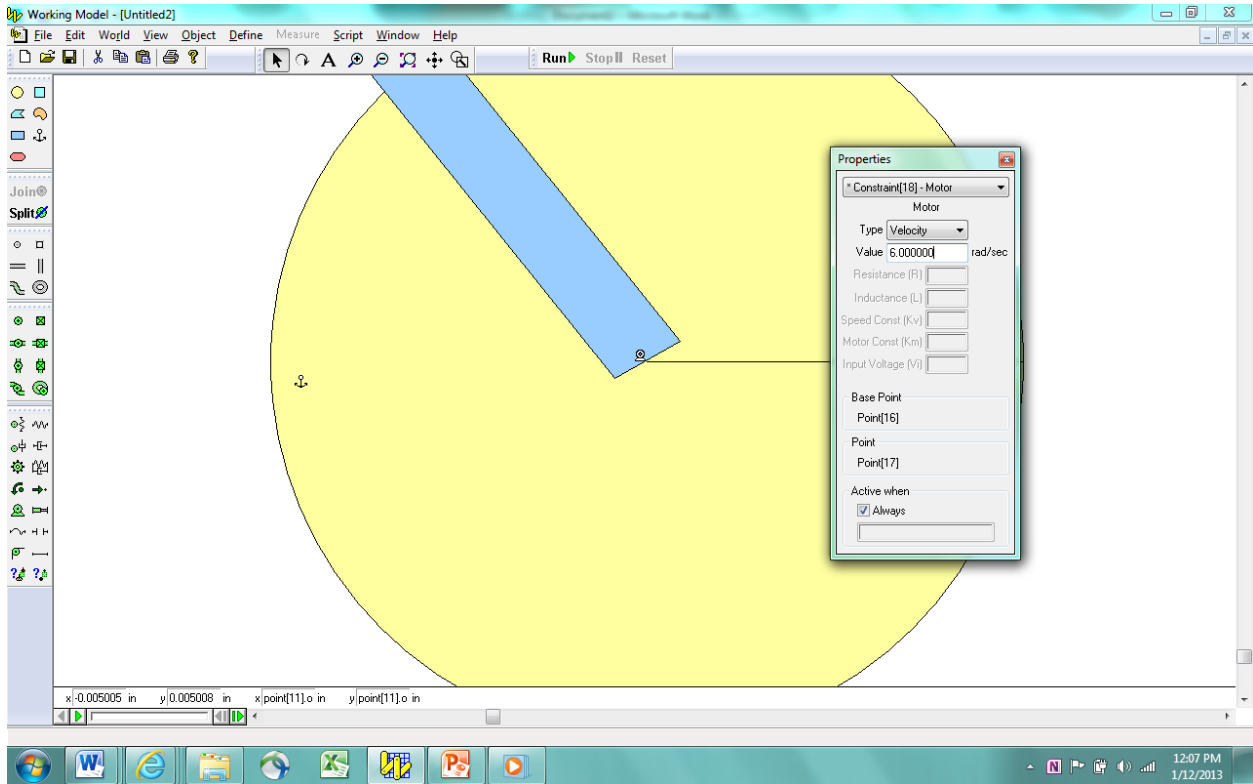 Working Model - [Untitled2]
File Edit World View Object Define Measure Script Window Help
A Run Stop Reset
Join
Split
Properties
* Constraint[18] - Motor
Motor
Type Velocity
Value 6.000000 rad/sec
Resistance (R)
Inductance (L)
Speed Const (Kv)
Motor Const (Km)
Input Voltage (Vi)
Base Point
Point[16]
Point
Point[17]
Active when
Always
x -0.005005 in y 0.005008 in x point[11].o in y point[11].o in
12:07 PM
1/12/2013